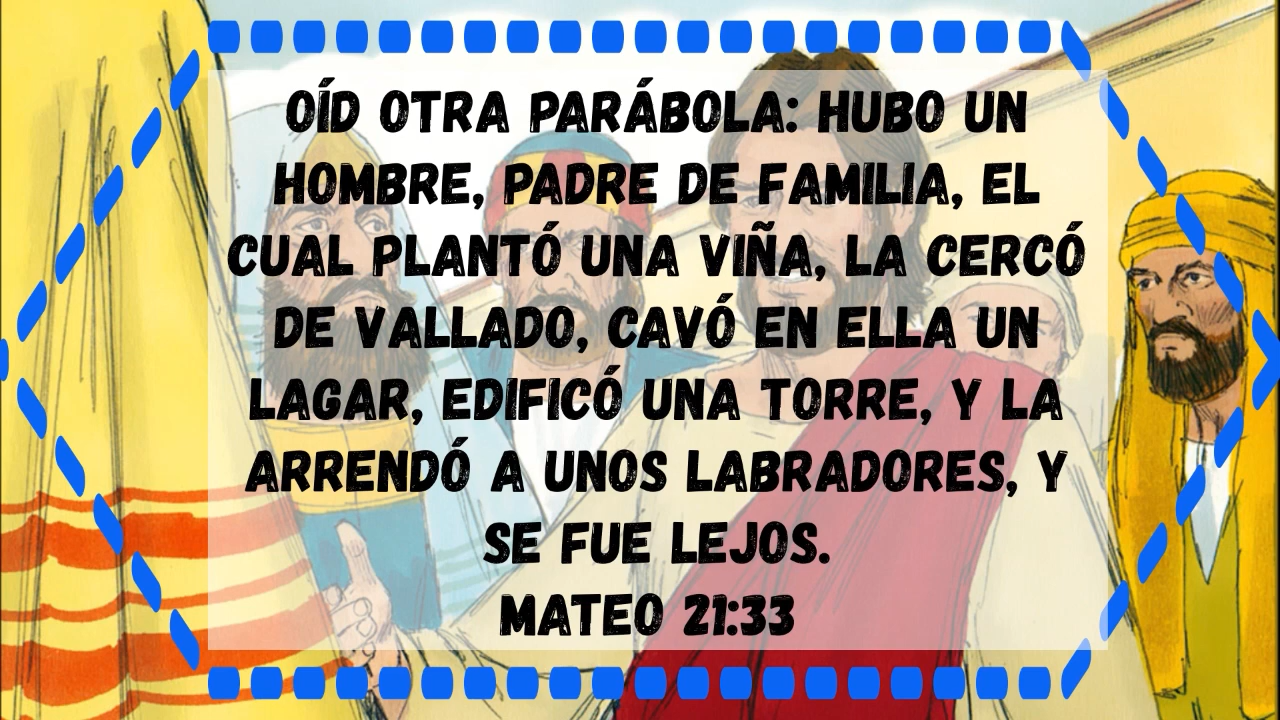 OÍD OTRA PARÁBOLA: HUBO UN
HOMBRE, PADRE DE FAMILIA, EL
CUAL PLANTÓ UNA VIÑA, LA CERCÓ
DE VALLADO, CAVÓ EN ELLA UN
LAGAR, EDIFICÓ UNA TORRE, Y LA
ARRENDÓ A UNOS LABRADORES, Y
SE FUE LEJOS.
MATEO 21:33